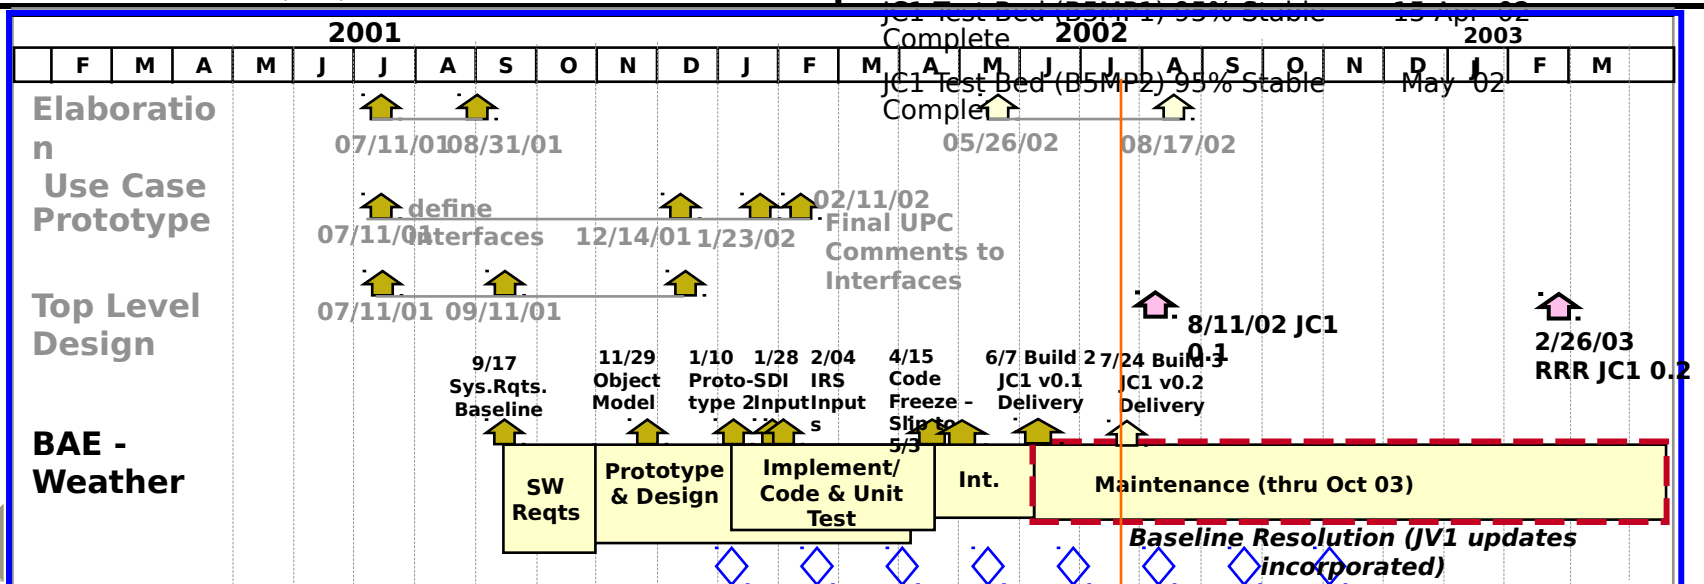 JC1 Test Bed (B5MP1) 95% Stable 15 Apr 02
Complete
JC1 Test Bed (B5MP2) 95% Stable May 02
Comple
2001 2002 2003
F M A M J J A S O N D J F M A M J J A S O N D J F M
Elaboratio
n
07/11/01 08/31/01 05/26/02 08/17/02
Use Case
Prototype
07/11/01 define
interfaces
12/14/01 1/23/02 02/11/02
Final UPC
Comments to
Interfaces
Top Level
Design
07/11/01 09/11/01
8/11/02 JC1
0.1
2/26/03
RRR JC1 0.2
9/17
Sys.Rqts.
Baseline
11/29
Object
Model
1/10
Proto-
type 2
1/28
SDI
Input
2/04
IRS
Input
s
4/15
Code
Freeze –
Slip to
5/3
6/7 Build 2
JC1 v0.1
Delivery
7/24 Build 3
JC1 v0.2
Delivery
BAE -
Weather
SW
Reqts
Prototype
& Design
Implement/
Code & Unit
Test
Int.
Maintenance (thru Oct 03)
Baseline Resolution (JV1 updates
incorporated)